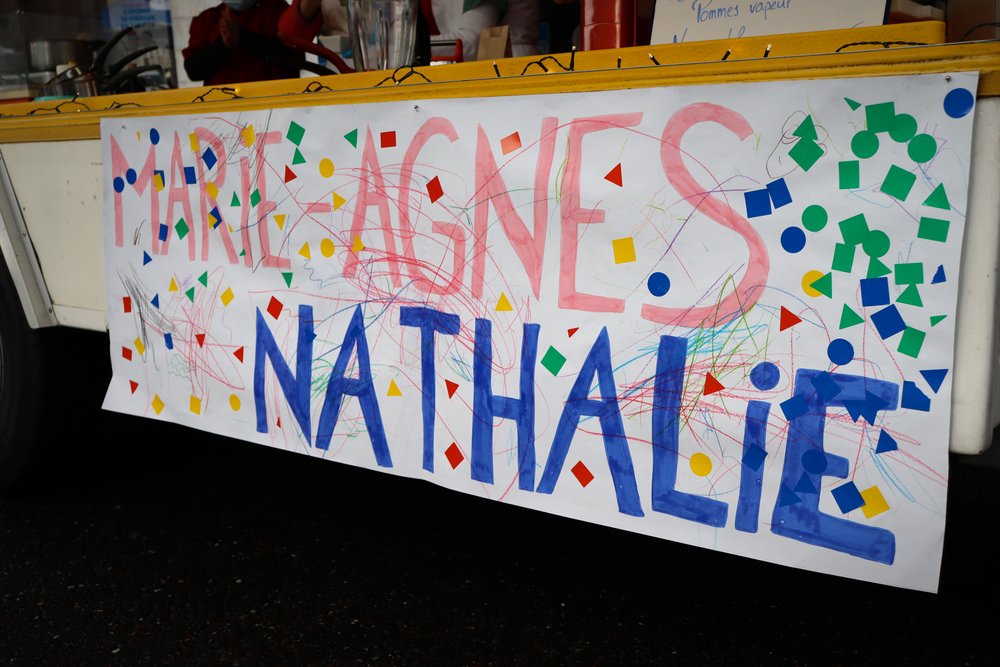 Pommes vapeur
MARIE-AGNES
NATHALiE